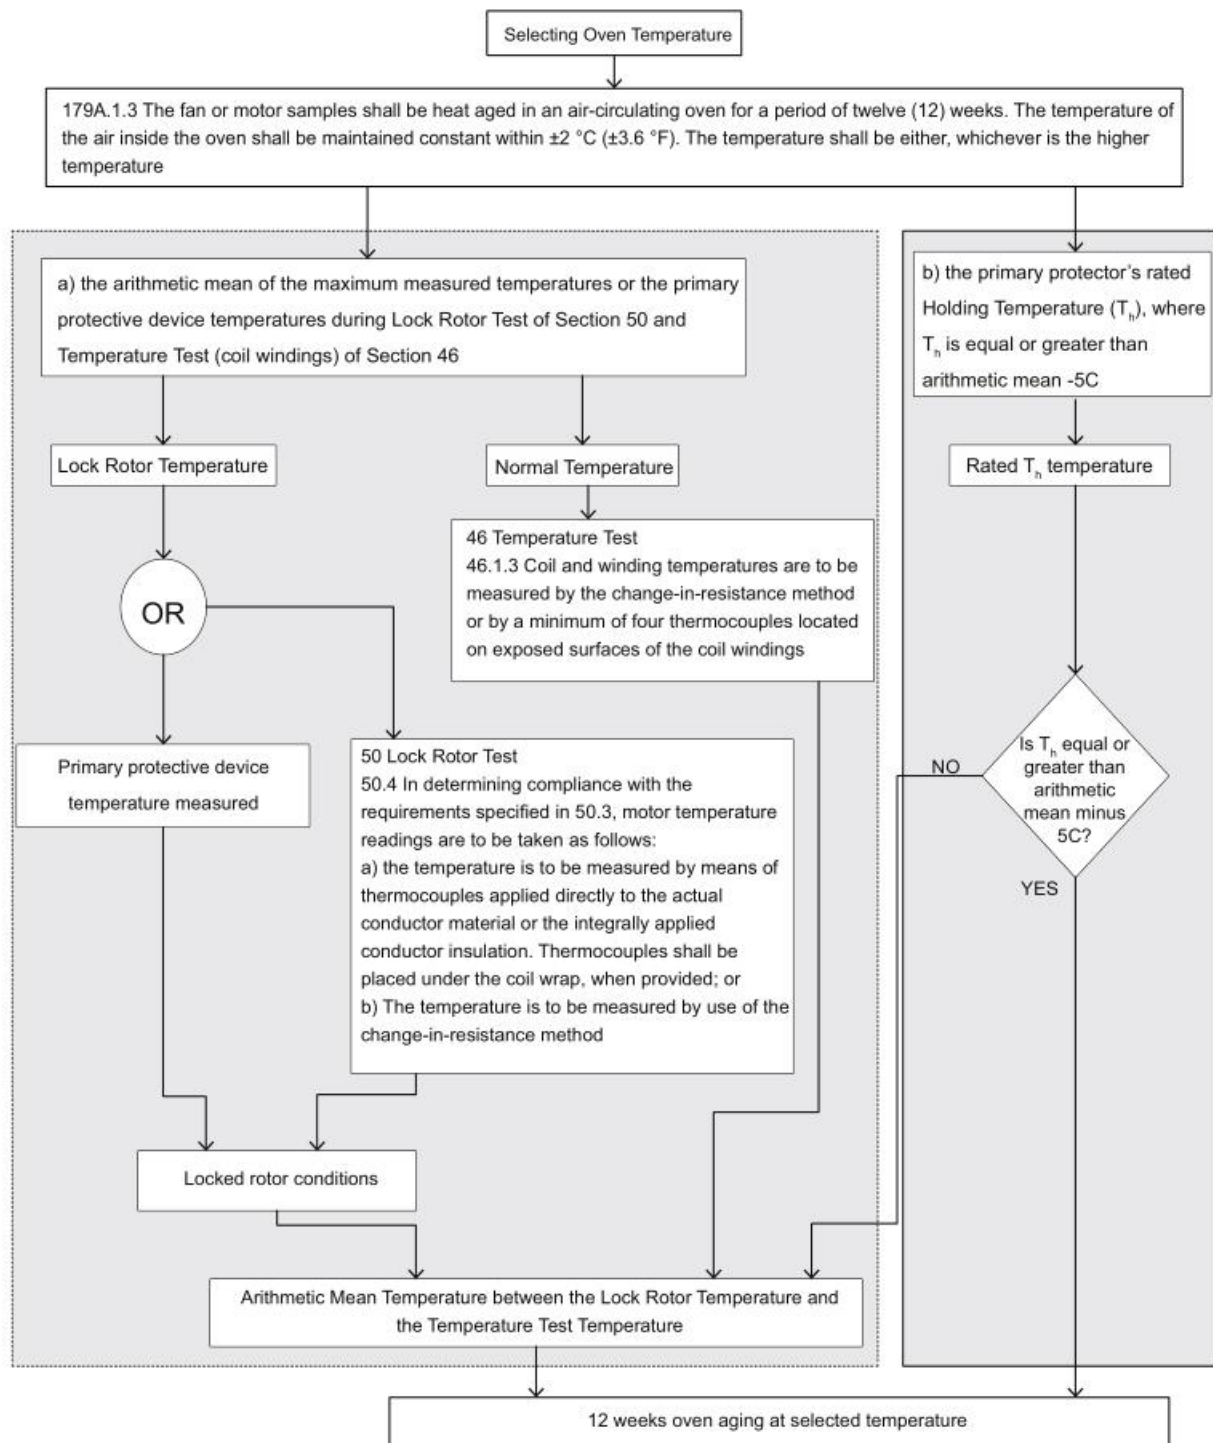 Selecting Oven Temperature
179A.1.3 The fan or motor samples shall be heat aged in an air-circulating oven for a period of twelve (12) weeks. The temperature of
the air inside the oven shall be maintained constant within ±2 °C (±3.6 °F). The temperature shall be either, whichever is the higher
temperature
a) the arithmetic mean of the maximum measured temperatures or the primary
protective device temperatures during Lock Rotor Test of Section 50 and
Temperature Test (coil windings) of Section 46
b) the primary protector's rated
Holding Temperature (Th), where
Th is equal or greater than
arithmetic mean -5C
Lock Rotor Temperature
Normal Temperature
Rated Th temperature
46 Temperature Test
46.1.3 Coil and winding temperatures are to be
measured by the change-in-resistance method
or by a minimum of four thermocouples located
on exposed surfaces of the coil windings
OR
Primary protective device
temperature measured
50 Lock Rotor Test
50.4 In determining compliance with the
requirements specified in 50.3, motor temperature
readings are to be taken as follows:
a) the temperature is to be measured by means of
thermocouples applied directly to the actual
conductor material or the integrally applied
conductor insulation. Thermocouples shall be
placed under the coil wrap, when provided; or
b) The temperature is to be measured by use of the
change-in-resistance method
Is Th equal or
greater than
arithmetic
mean minus
5C?
NO
YES
Locked rotor conditions
Arithmetic Mean Temperature between the Lock Rotor Temperature and
the Temperature Test Temperature
12 weeks oven aging at selected temperature